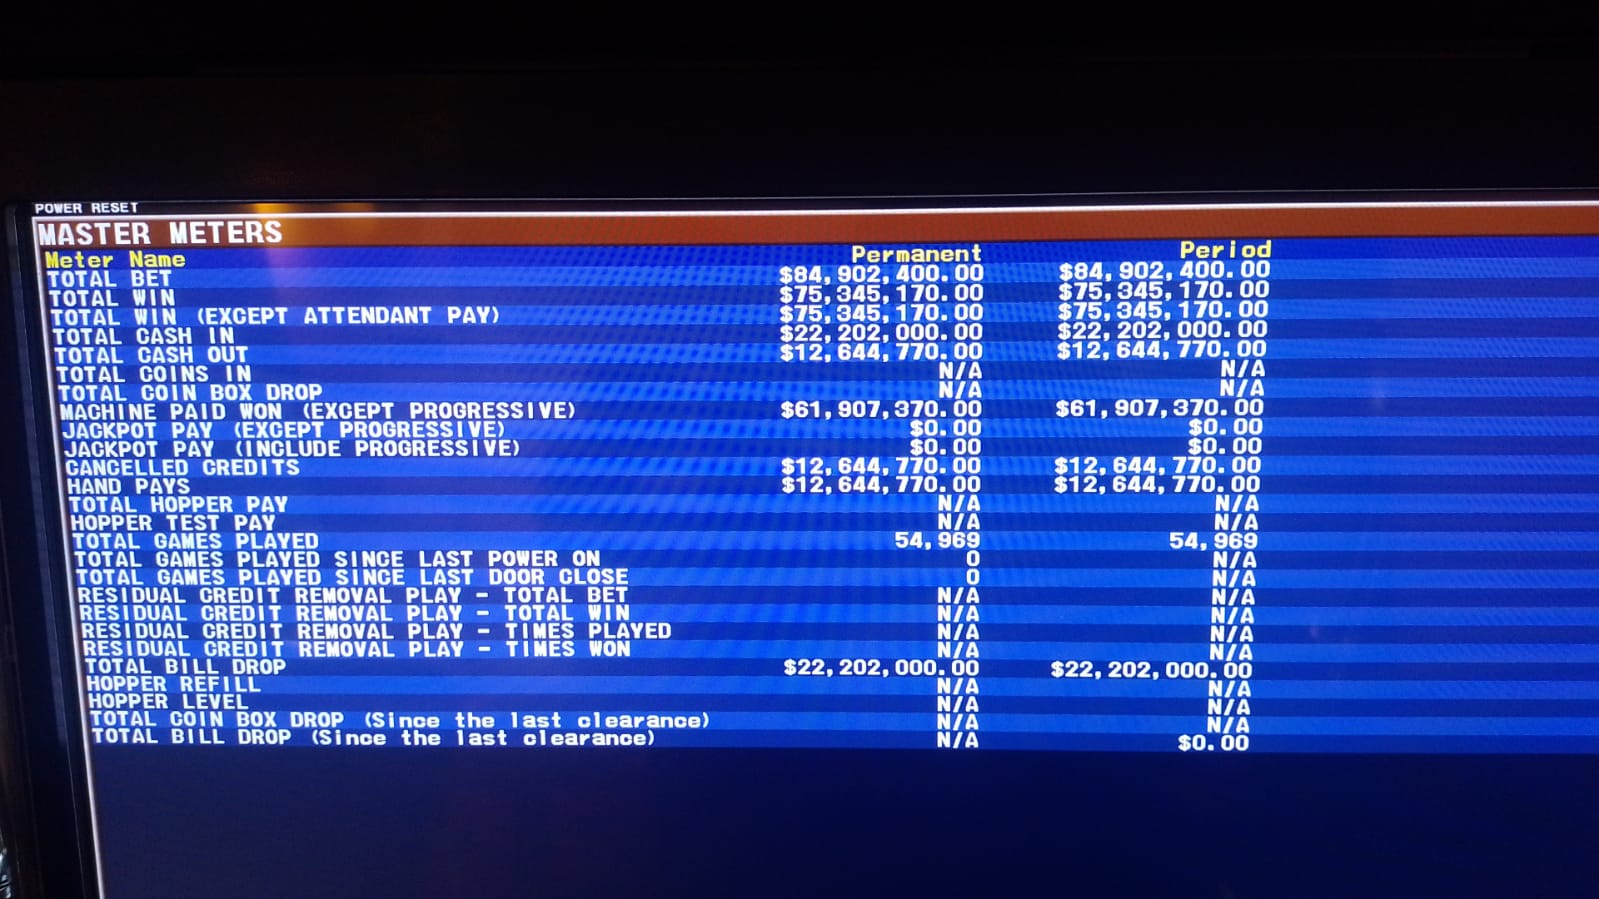 POWER RESET
MASTER METERS
Meter Name Permanent Period
TOTAL BET $84,902,400.00 $84,902,400.00
TOTAL WIN $75,345,170.00 $75,345,170.00
TOTAL WIN (EXCEPT ATTENDANT PAY) $75,345,170.00 $75,345,170.00
TOTAL CASH IN $22,202,000.00 $22,202,000.00
TOTAL CASH OUT $12,644,770.00 $12,644,770.00
TOTAL COINS IN N/A N/A
TOTAL COIN BOX DROP N/A N/A
MACHINE PAID WON (EXCEPT PROGRESSIVE) $61,907,370.00 $61,907,370.00
JACKPOT PAY (EXCEPT PROGRESSIVE) $0.00 $0.00
JACKPOT PAY (INCLUDE PROGRESSIVE) $0.00 $0.00
CANCELLED CREDITS $12,644,770.00 $12,644,770.00
HAND PAYS $12,644,770.00 $12,644,770.00
TOTAL HOPPER PAY N/A N/A
HOPPER TEST PAY N/A N/A
TOTAL GAMES PLAYED 54,969 54,969
TOTAL GAMES PLAYED SINCE LAST POWER ON 0 N/A
TOTAL GAMES PLAYED SINCE LAST DOOR CLOSE 0 N/A
RESIDUAL CREDIT REMOVAL PLAY - TOTAL BET N/A N/A
RESIDUAL CREDIT REMOVAL PLAY - TOTAL WIN N/A N/A
RESIDUAL CREDIT REMOVAL PLAY - TIMES PLAYED N/A N/A
RESIDUAL CREDIT REMOVAL PLAY - TIMES WON N/A N/A
TOTAL BILL DROP $22,202,000.00 $22,202,000.00
HOPPER REFILL N/A N/A
HOPPER LEVEL N/A N/A
TOTAL COIN BOX DROP (Since the last clearance) N/A N/A
TOTAL BILL DROP (Since the last clearance) N/A $0.00